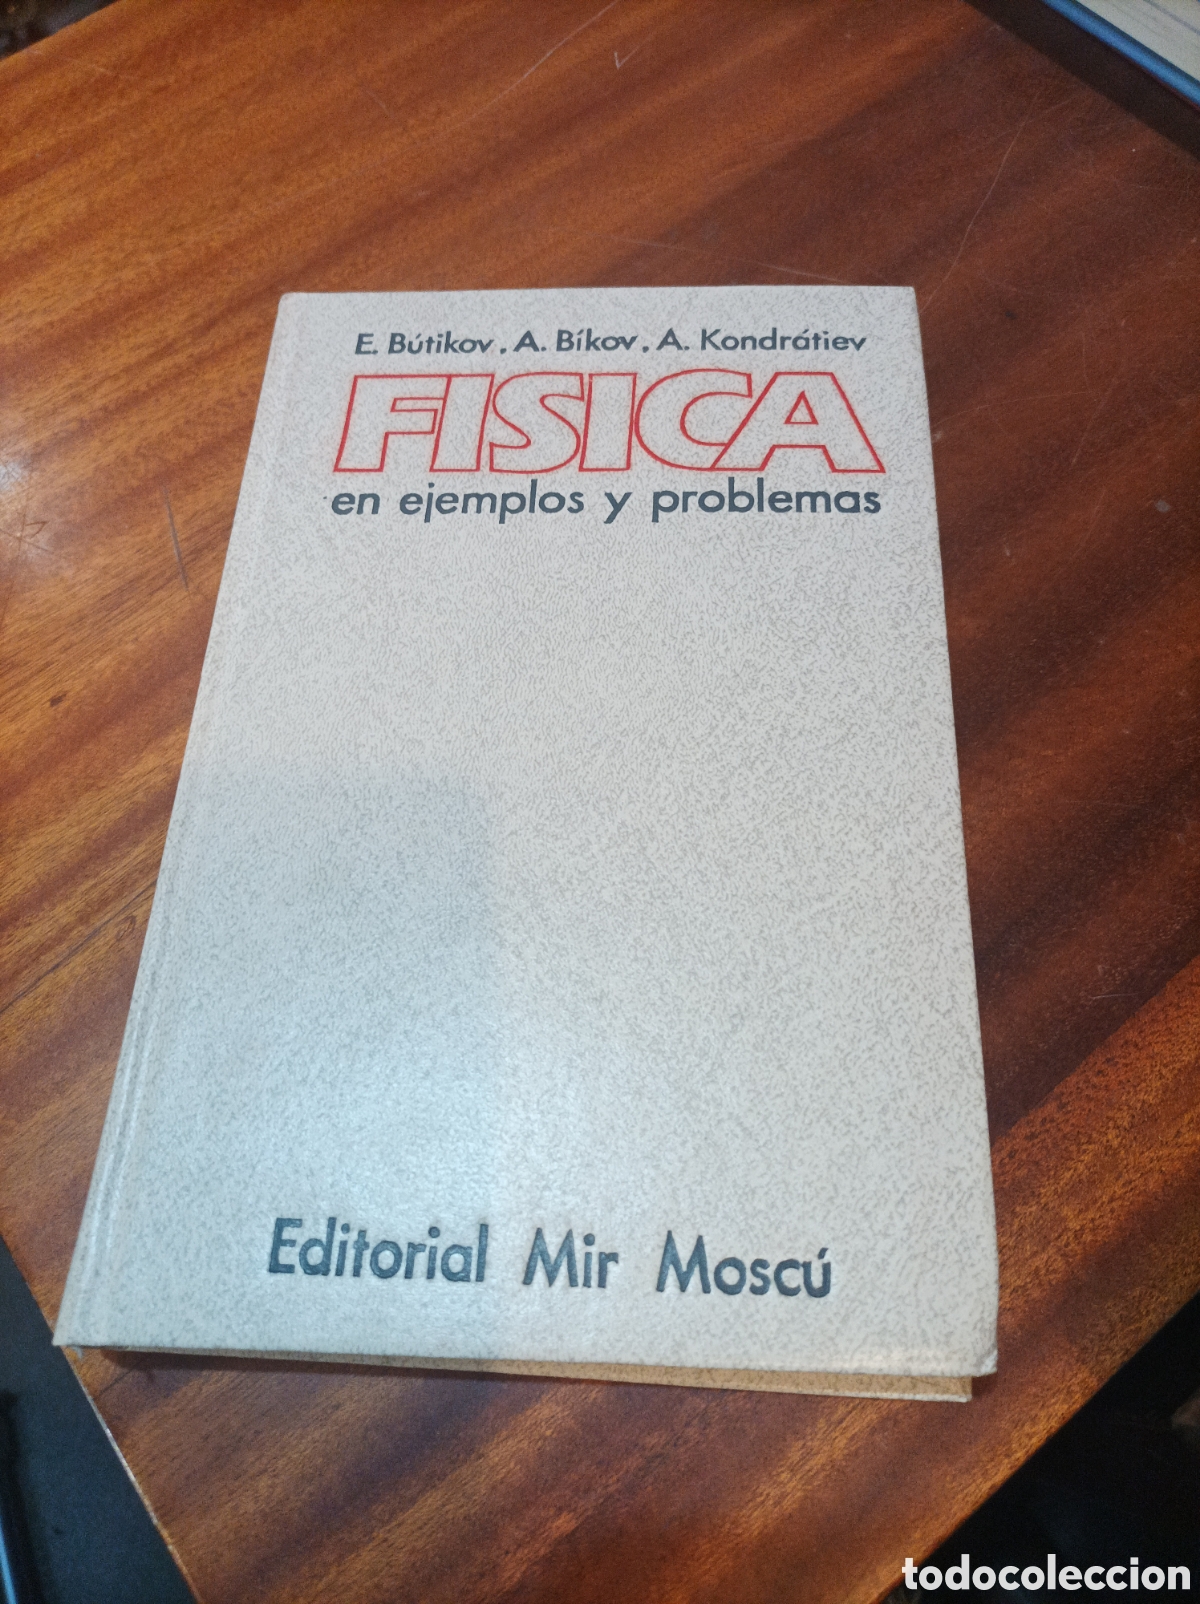 E. Bútikov, A. Bíkov, A. Kondrátiev
FISICA
en ejemplos y problemas
Editorial Mir Moscú
todocoleccion